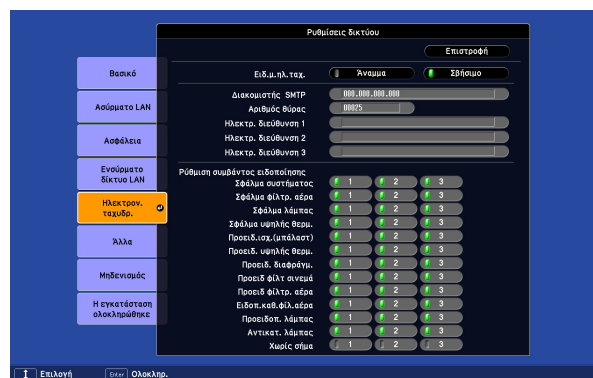 Ρυθμίσεις δικτύου
Επιστροφή
Βασικό
Ασύρματο LAN
Ασφάλεια
Ενσύρματο
δίκτυο LAN
Ηλεκτρον.
ταχυδρ.
Άλλα
Μηδενισμός
Η εγκατάσταση
ολοκληρώθηκε
Ειδ.μ.ηλ.ταχ. Άναμμα Σβήσιμο
Διακομιστής SMTP 000.000.000.000
Αριθμός θύρας 00025
Ηλεκτρ. διεύθυνση 1
Ηλεκτρ. διεύθυνση 2
Ηλεκτρ. διεύθυνση 3
Ρύθμιση συμβάντος ειδοποίησης
Σφάλμα συστήματος 1 2 3
Σφάλμα φίλτρ. αέρα 1 2 3
Σφάλμα λάμπας 1 2 3
Σφάλμα υψηλής θερμ. 1 2 3
Προειδ.ισχ.(μπάλαστ) 1 2 3
Προειδ. υψηλής θερμ. 1 2 3
Προειδ. διαφράγμ. 1 2 3
Προειδ φίλτ σινεμά 1 2 3
Προειδ φίλτρ. αέρα 1 2 3
Ειδοπ.καθ.φίλ.αέρα 1 2 3
Προειδοπ. λάμπας 1 2 3
Αντικατ. λάμπας 1 2 3
Χωρίς σήμα 1 2 3
Επιλογή Enter Ολοκληρ.